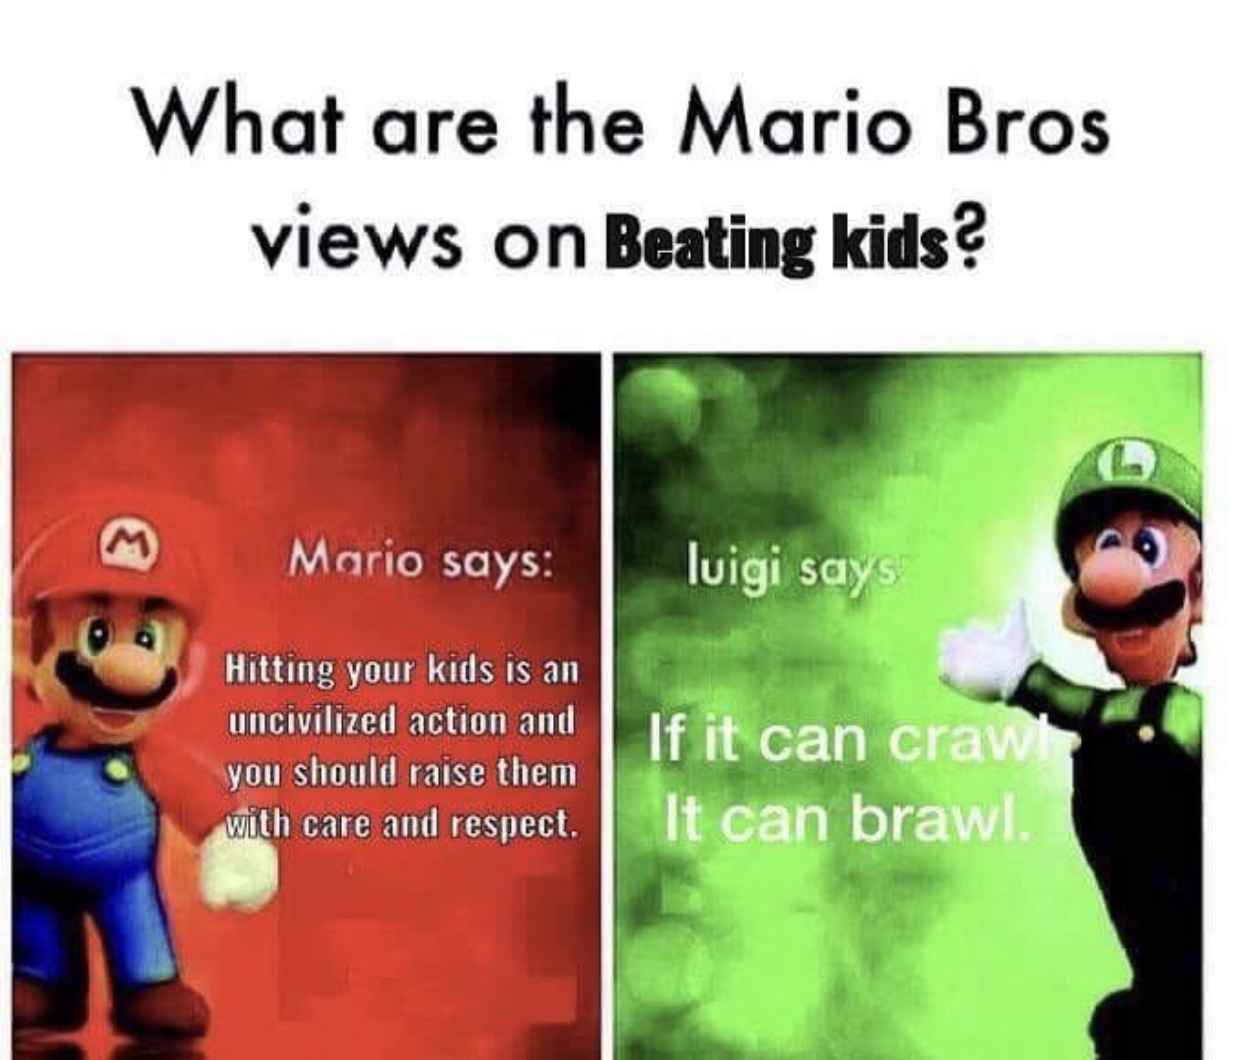 What are the Mario Bros
views on Beating kids?
M
Mario says:
Hitting your kids is an
uncivilized action and
you should raise them
with care and respect.
L
luigi says:
If it can crawl
It can brawl.